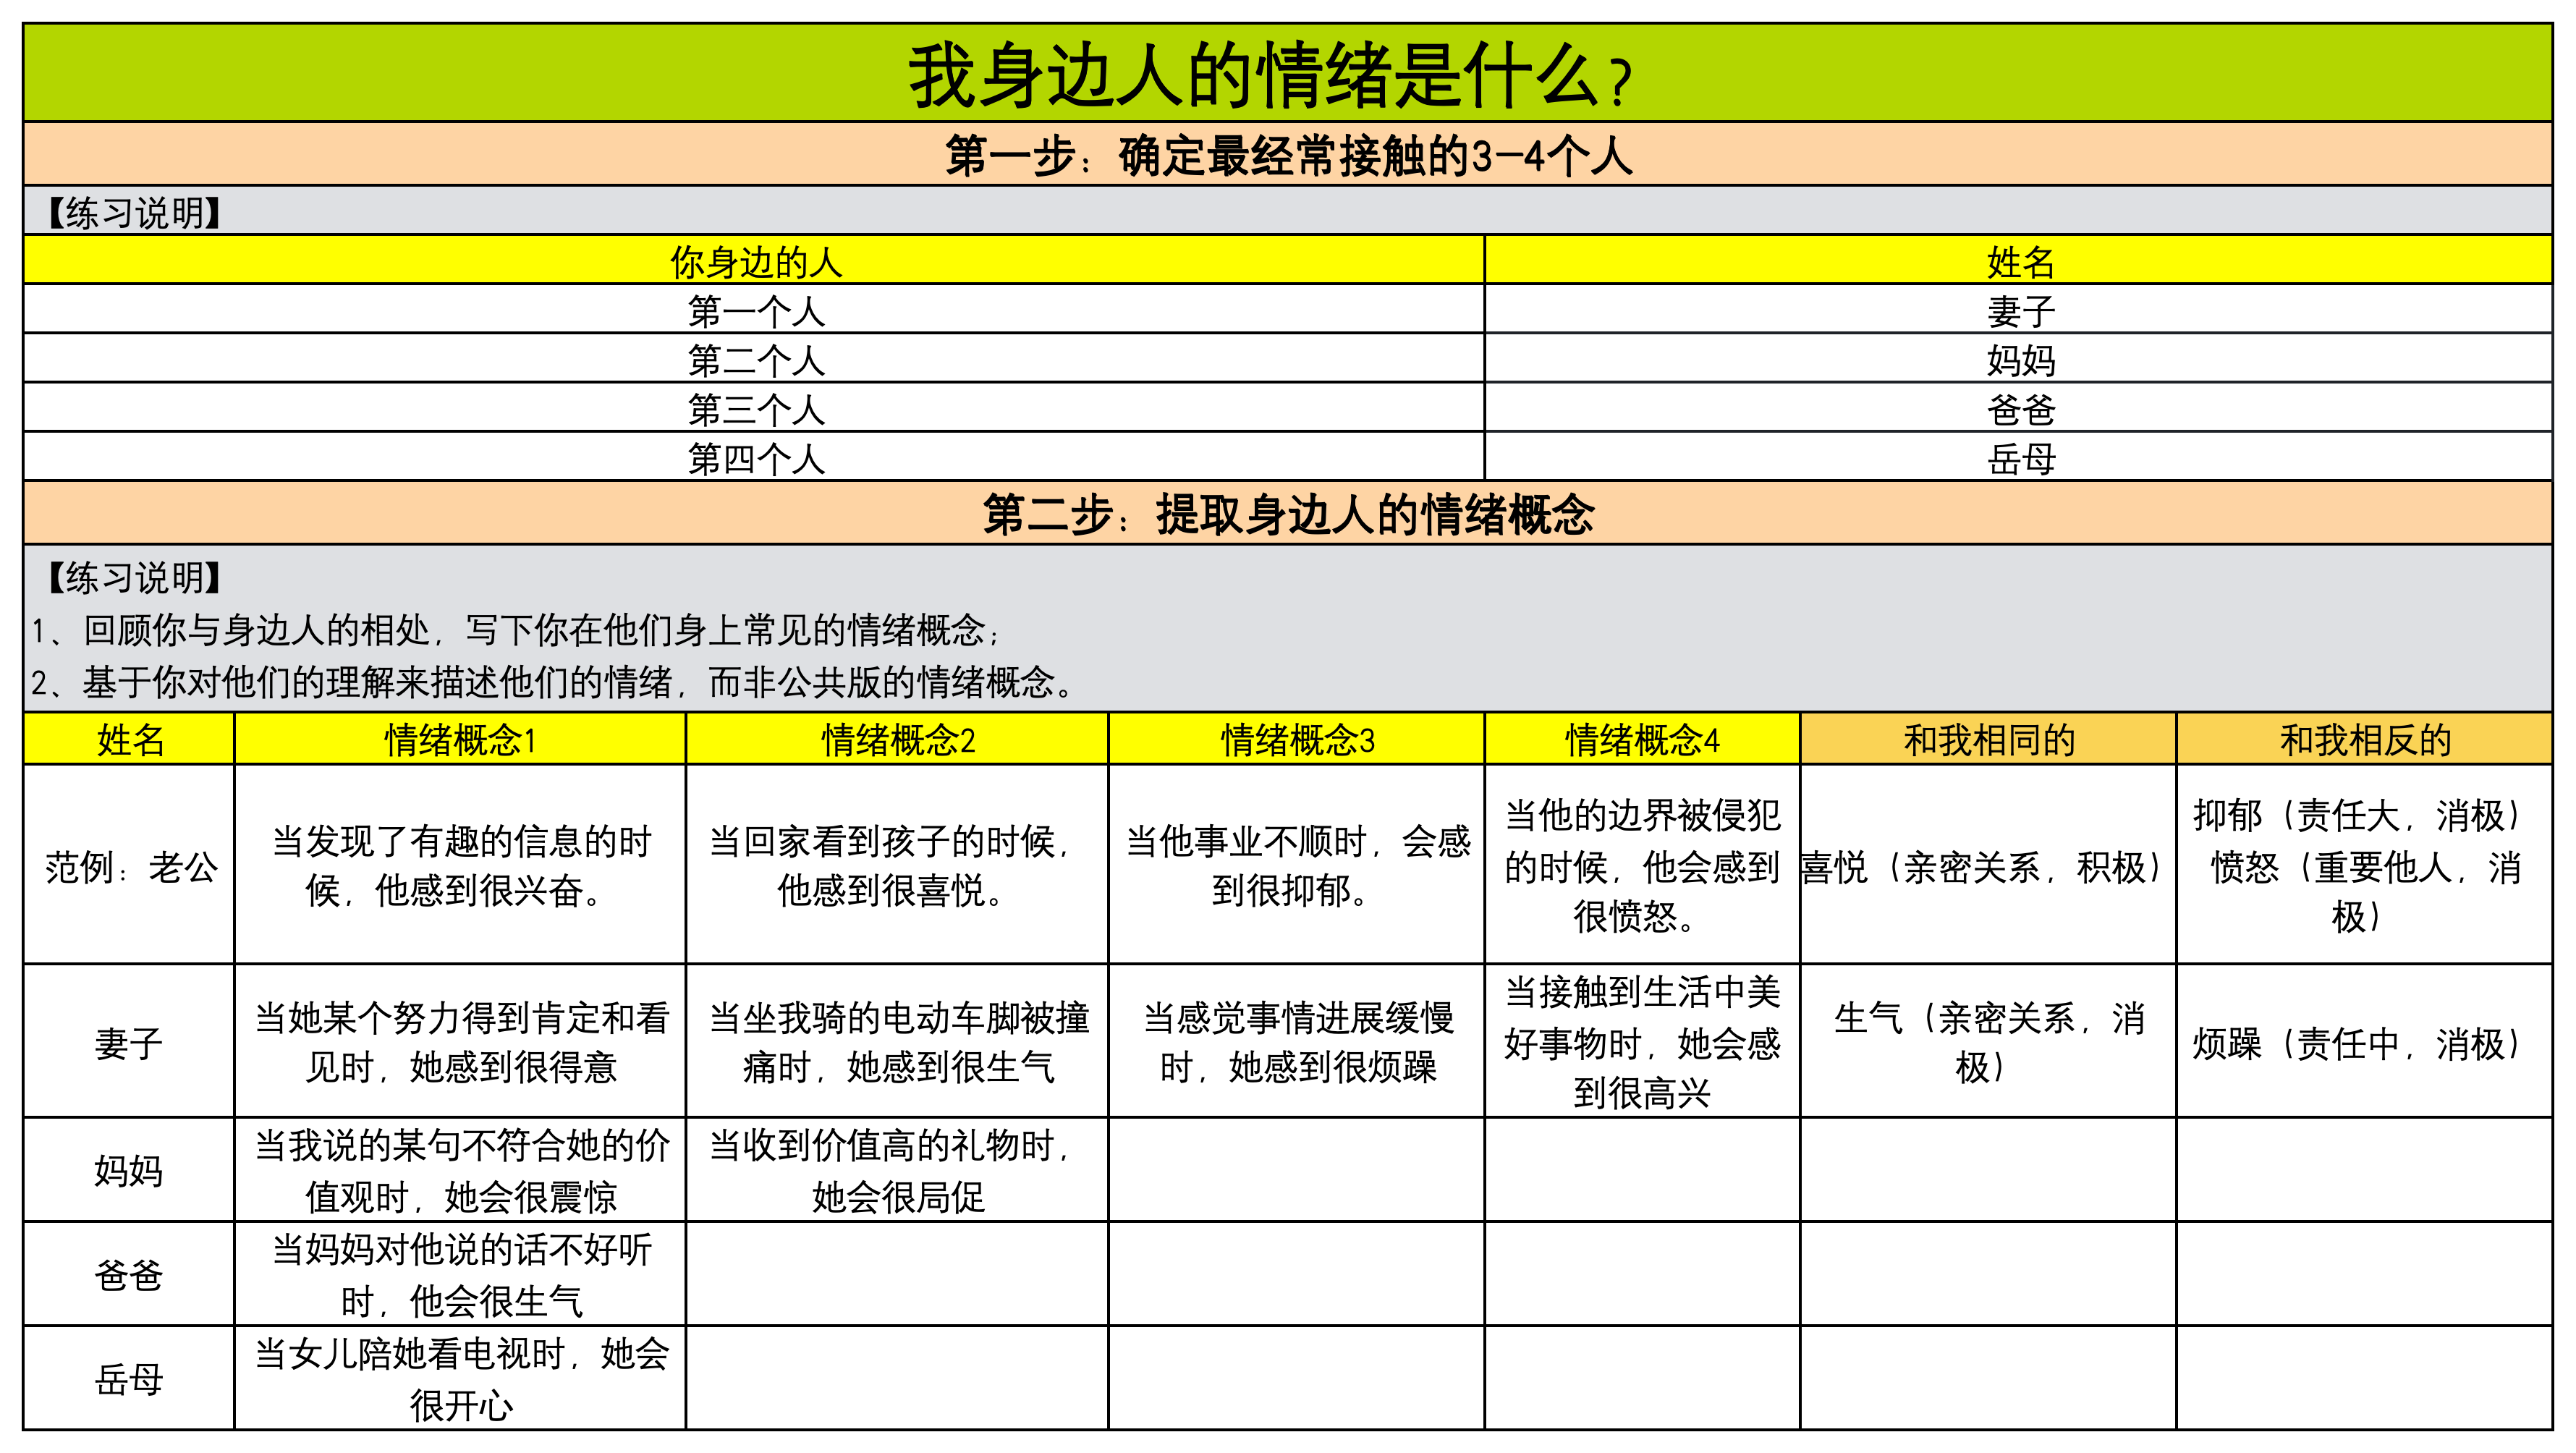 我身边人的情绪是什么?
第一步：确定最经常接触的3-4个人
【练习说明】
你身边的人 姓名
第一个人 妻子
第二个人 妈妈
第三个人 爸爸
第四个人 岳母
第二步：提取身边人的情绪概念
【练习说明】
1、回顾你与身边人的相处，写下你在他们身上常见的情绪概念；
2、基于你对他们的理解来描述他们的情绪，而非公共版的情绪概念。
姓名 情绪概念1 情绪概念2 情绪概念3 情绪概念4 和我相同的 和我相反的
范例：老公
当发现了有趣的信息的时
候，他感到很兴奋。
当回家看到孩子的时候，
他感到很喜悦。
当他事业不顺时，会感
到很抑郁。
当他的边界被侵犯
的时候，他会感到
很愤怒。
喜悦（亲密关系，积极）
抑郁（责任大，消极）
愤怒（重要他人，消
极）
妻子
当她某个努力得到肯定和看
见时，她感到很得意
当坐我骑的电动车脚被撞
痛时，她感到很生气
当感觉事情进展缓慢
时，她感到很烦躁
当接触到生活中美
好事物时，她会感
到很高兴
生气（亲密关系，消
极）
烦躁（责任中，消极）
妈妈
当我说的某句不符合她的价
值观时，她会很震惊
当收到价值高的礼物时，
她会很局促
爸爸
当妈妈对他说的话不好听
时，他会很生气
岳母
当女儿陪她看电视时，她会
很开心